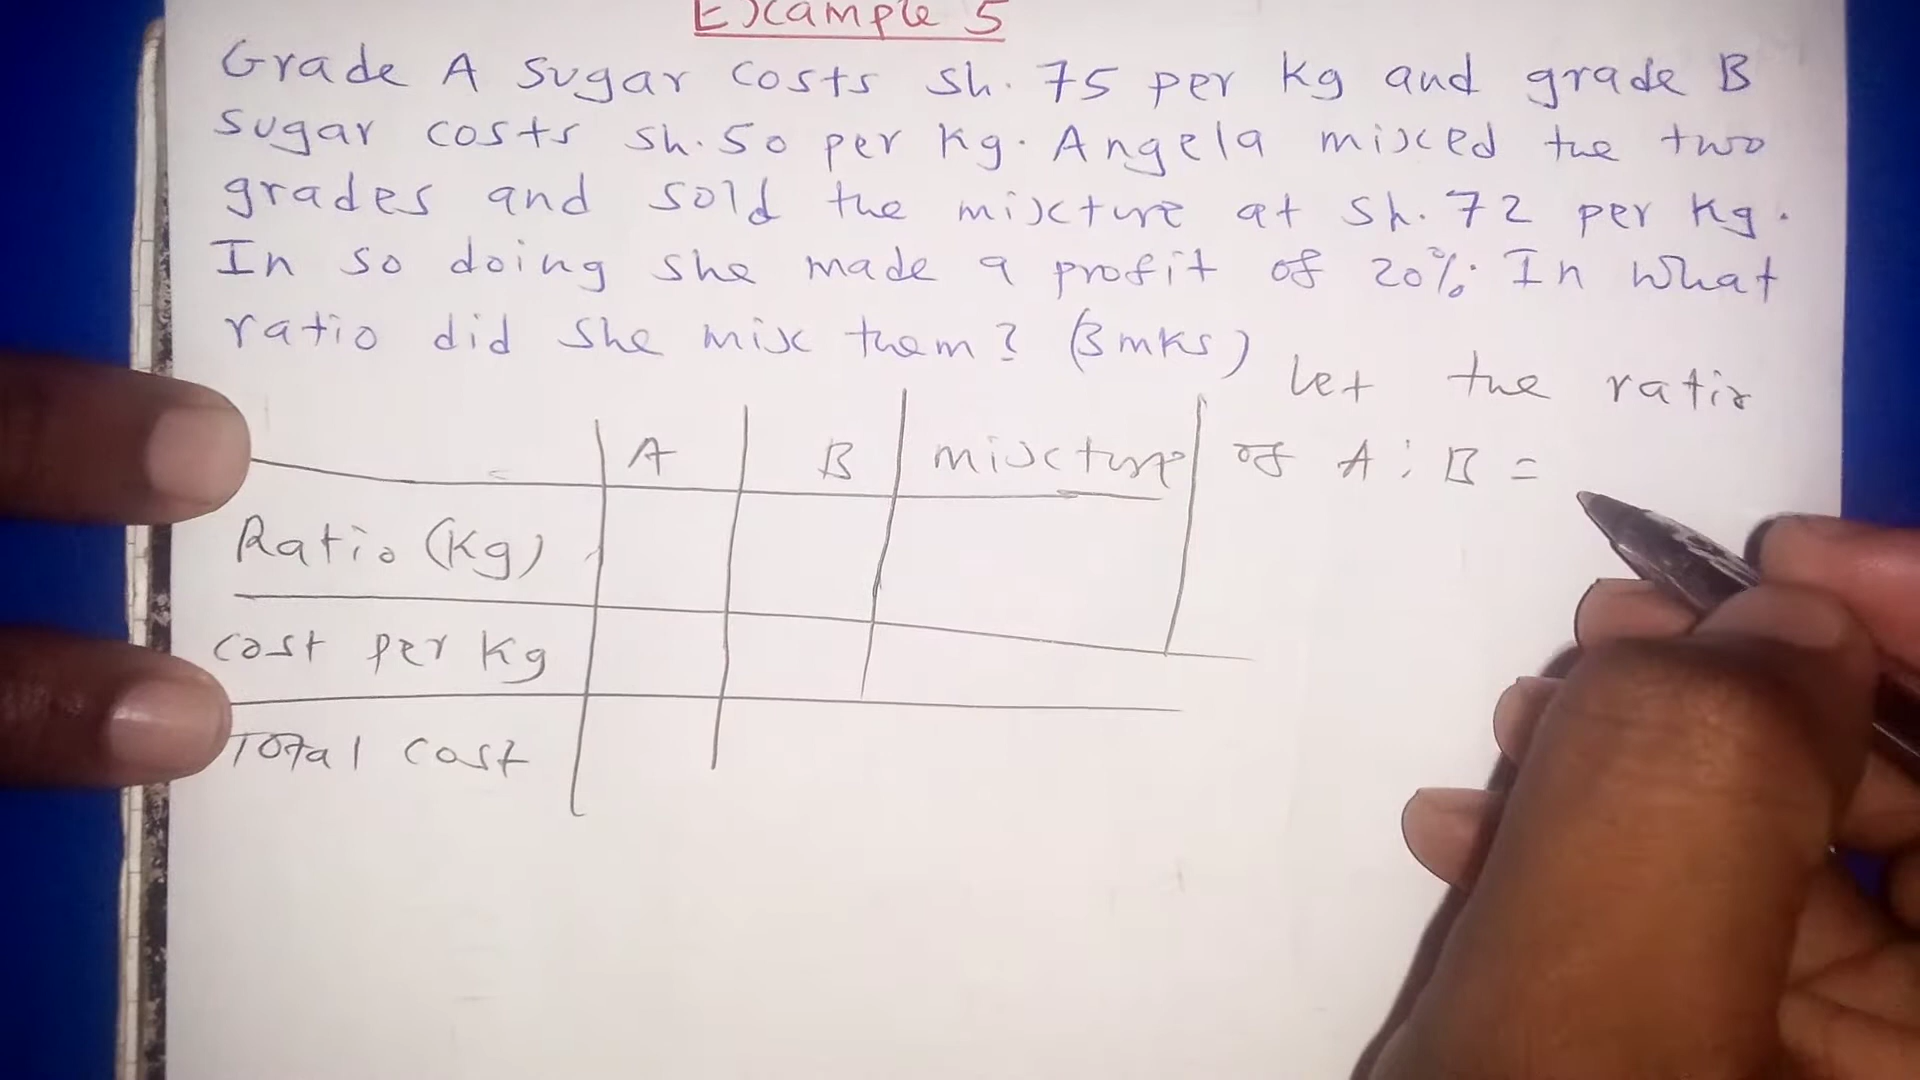 Example 5
Grade A sugar costs sh. 75 per kg and grade B
sugar costs sh. 50 per kg. Angela mixed the two
grades and sold the mixture at sh. 72 per kg.
In so doing she made a profit of 20%. In what
ratio did she mix them? (3mks)
Let the ratio
of A : B =
A B mixture
Ratio (kg)
cost per kg
Total cost